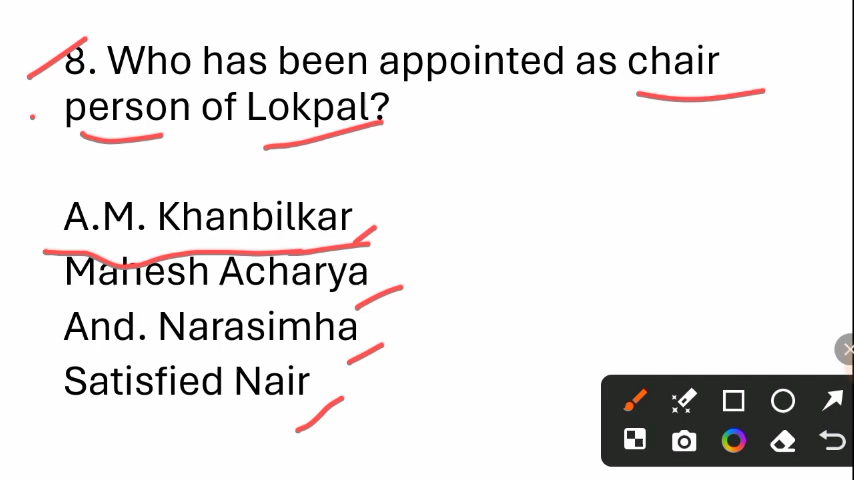 8. Who has been appointed as chair
person of Lokpal?
A.M. Khanbilkar
Mahesh Acharya
And. Narasimha
Satisfied Nair